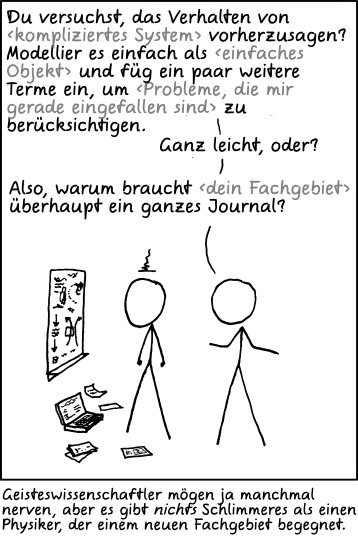 Du versuchst, das Verhalten von
<kompliziertes System> vorherzusagen?
Modellier es einfach als <einfaches
Objekt> und füg ein paar weitere
Terme ein, um <Probleme, die mir
gerade eingefallen sind> zu
berücksichtigen.
Ganz leicht, oder?
Also, warum braucht <dein Fachgebiet>
überhaupt ein ganzes Journal?
Geisteswissenschaftler mögen ja manchmal
nerven, aber es gibt nichts Schlimmeres als einen
Physiker, der einem neuen Fachgebiet begegnet.